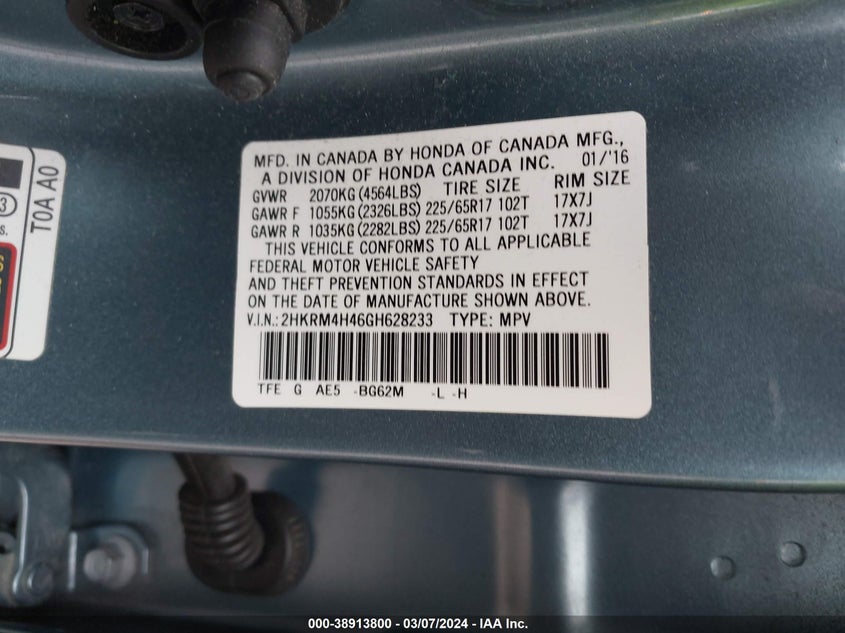 MFD. IN CANADA BY HONDA OF CANADA MFG.,
A DIVISION OF HONDA CANADA INC. 01/'16
GVWR 2070KG (4564LBS) TIRE SIZE RIM SIZE
GAWR F 1055KG (2326LBS) 225/65R17 102T 17X7J
GAWR R 1035KG (2282LBS) 225/65R17 102T 17X7J
THIS VEHICLE CONFORMS TO ALL APPLICABLE
FEDERAL MOTOR VEHICLE SAFETY
AND THEFT PREVENTION STANDARDS IN EFFECT
ON THE DATE OF MANUFACTURE SHOWN ABOVE.
V.I.N.: 2HKRM4H46GH628233 TYPE: MPV
TFE G AE5 -BG62M -L -H
T0A A0
3
s.
000-38913800 - 03/07/2024 - IAA Inc.